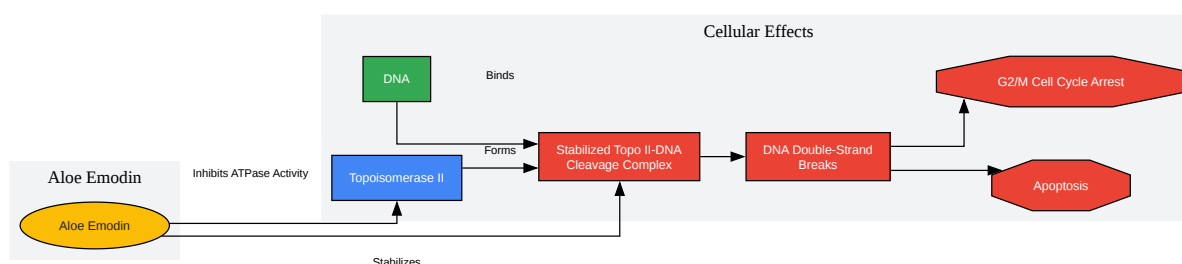 Cellular Effects
DNA
Binds
G2/M Cell Cycle Arrest
Forms
Stabilized Topo II-DNA
Cleavage Complex
DNA Double-Strand
Breaks
Aloe Emodin
Inhibits ATPase Activity
Topoisomerase II
Apoptosis
Aloe Emodin
Stabilizes